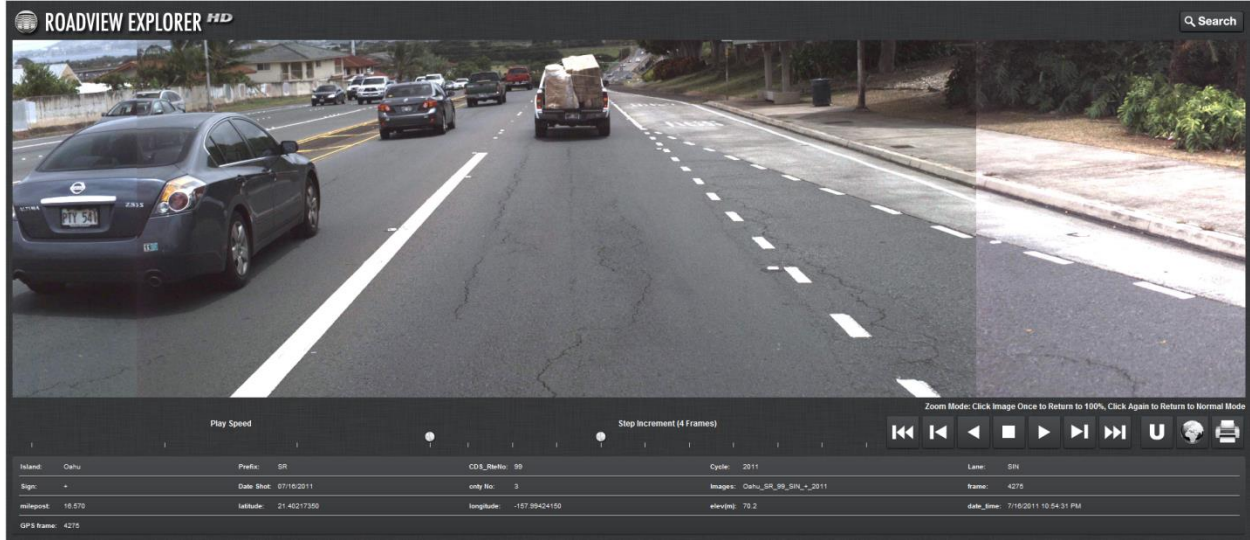 ROADVIEW EXPLORER HD
Search
ALTIMA 2.5 S
Zoom Mode: Click Image Once to Return to 100%, Click Again to Return to Normal Mode
Play Speed Step Increment (4 Frames)
U
Island: Oahu Prefix: SR CDS_RteNo: 99 Cycle: 2011 Lane: SIN
Sign: + Date Shot: 07/16/2011 cnty No: 3 Images: Oahu_SR_99_SIN_+_2011 frame: 4275
milepost: 16.570 latitude: 21.40217350 longitude: -157.99424150 elev(m): 70.2 date_time: 7/16/2011 10:54:31 PM
GPS frame: 4275